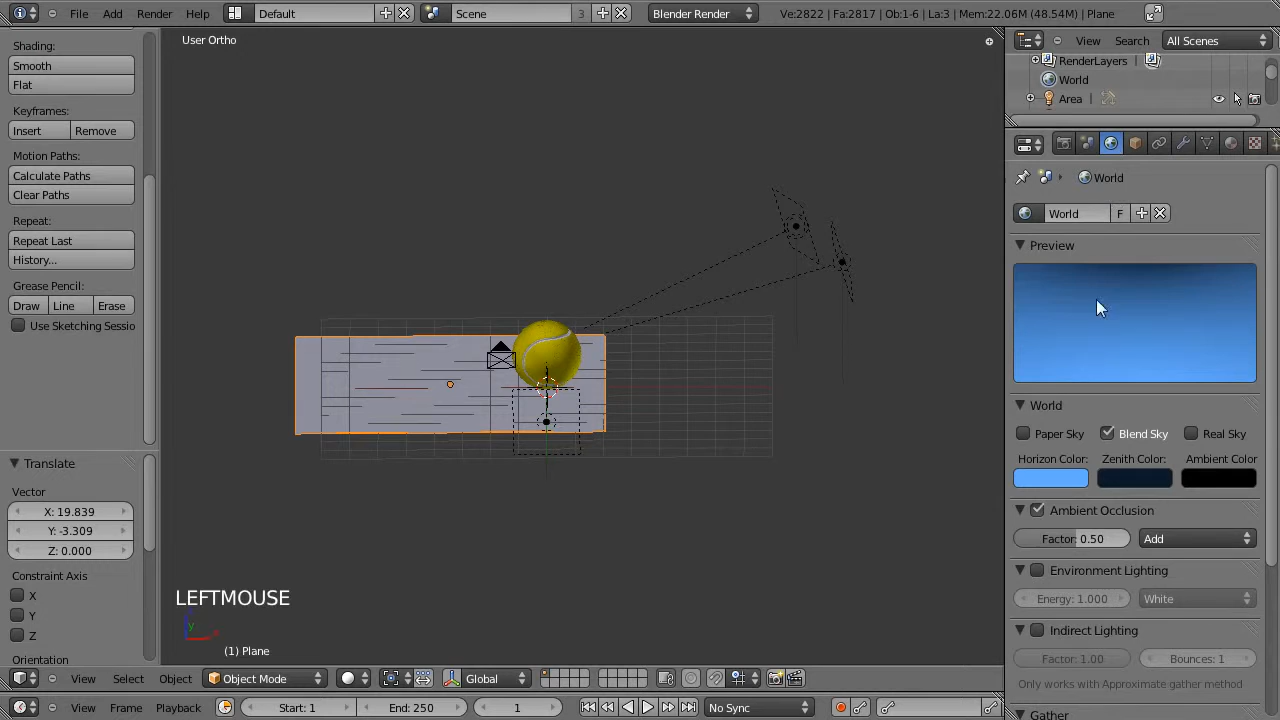 File Add Render Help Default Scene 3 Blender Render Ve:2822 | Fa:2817 | Ob:1-6 | La:3 | Mem:22.06M (48.54M) | Plane
User Ortho
View Search All Scenes
RenderLayers |
World
Area |
Shading:
Smooth
Flat
Keyframes:
Insert Remove
Motion Paths:
Calculate Paths
Clear Paths
Repeat:
Repeat Last
History...
Grease Pencil:
Draw Line Erase
Use Sketching Sessio
Translate
Vector
X: 19.839
Y: -3.309
Z: 0.000
Constraint Axis
X
Y
Z
Orientation
LEFTMOUSE
y x
(1) Plane
World
World F
Preview
World
Paper Sky Blend Sky Real Sky
Horizon Color: Zenith Color: Ambient Color
Ambient Occlusion
Factor: 0.50 Add
Environment Lighting
Energy: 1.000 White
Indirect Lighting
Factor: 1.00 Bounces: 1
Only works with Approximate gather method
Gather
View Select Object Object Mode Global
View Frame Playback Start: 1 End: 250 1 No Sync